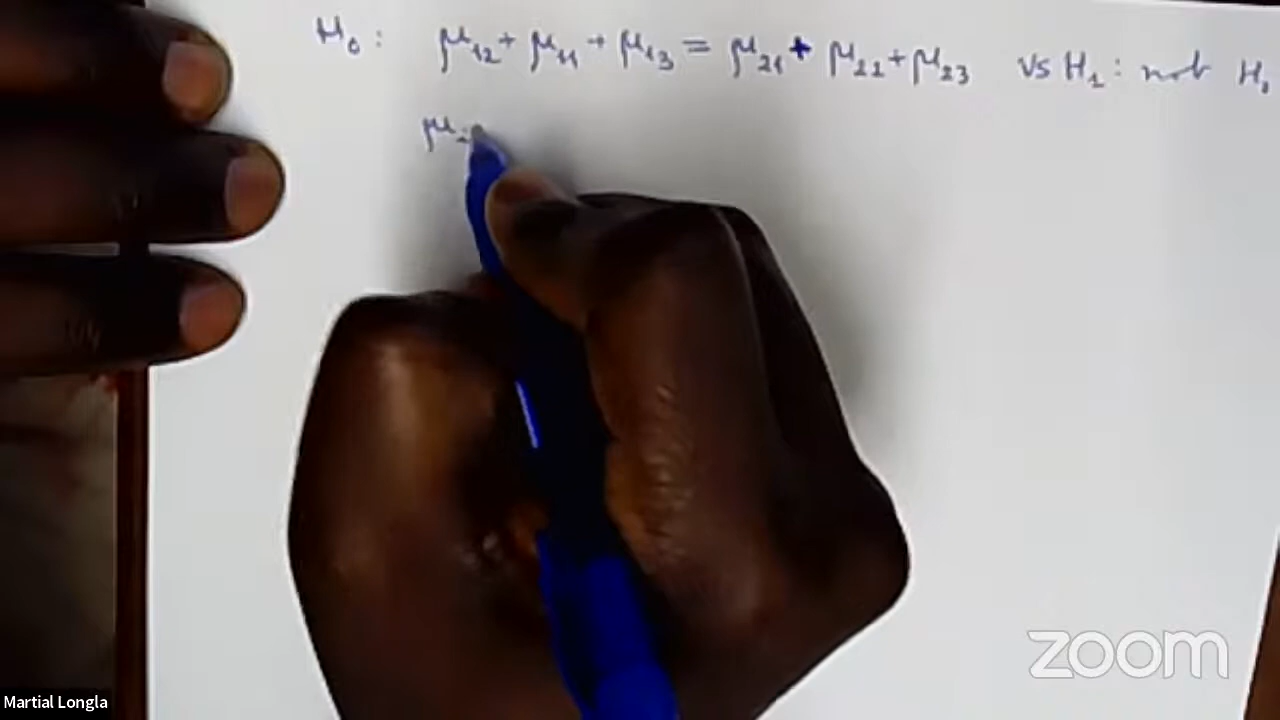 H₀ : μ₁₂ + μ₁₁ + μ₁₃ = μ₂₁ + μ₂₂ + μ₂₃ vs H₁ : not H₀
μ
zoom
Martial Longla